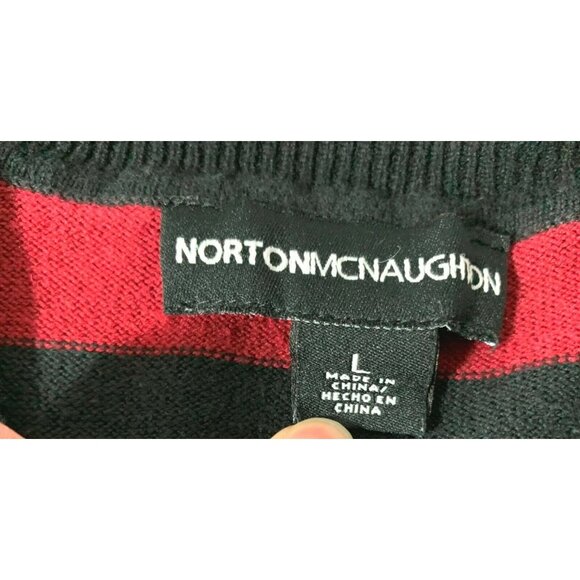 NORTONMCNAUGHTON
L
MADE IN
CHINA/
HECHO EN
CHINA